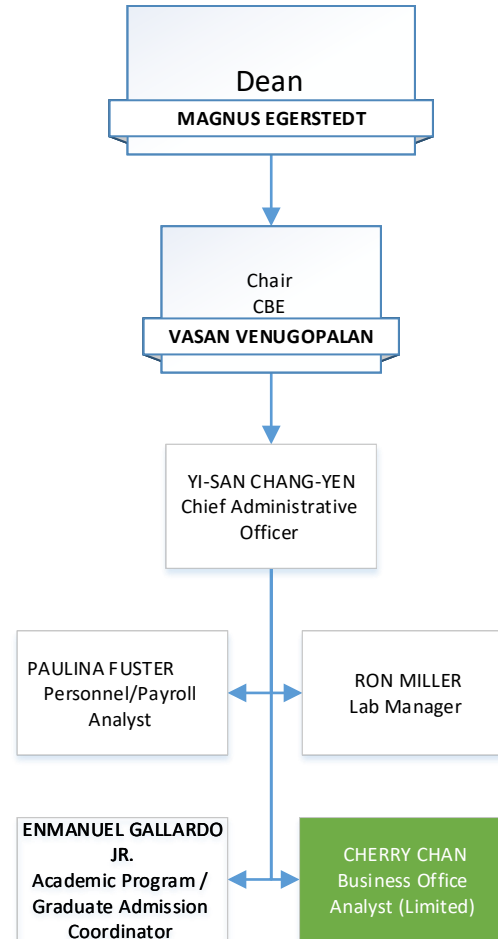 Dean
MAGNUS EGERSTEDT
Chair
CBE
VASAN VENUGOPALAN
YI-SAN CHANG-YEN
Chief Administrative
Officer
PAULINA FUSTER
Personnel/Payroll
Analyst
RON MILLER
Lab Manager
ENMANUEL GALLARDO
JR.
Academic Program /
Graduate Admission
Coordinator
CHERRY CHAN
Business Office
Analyst (Limited)